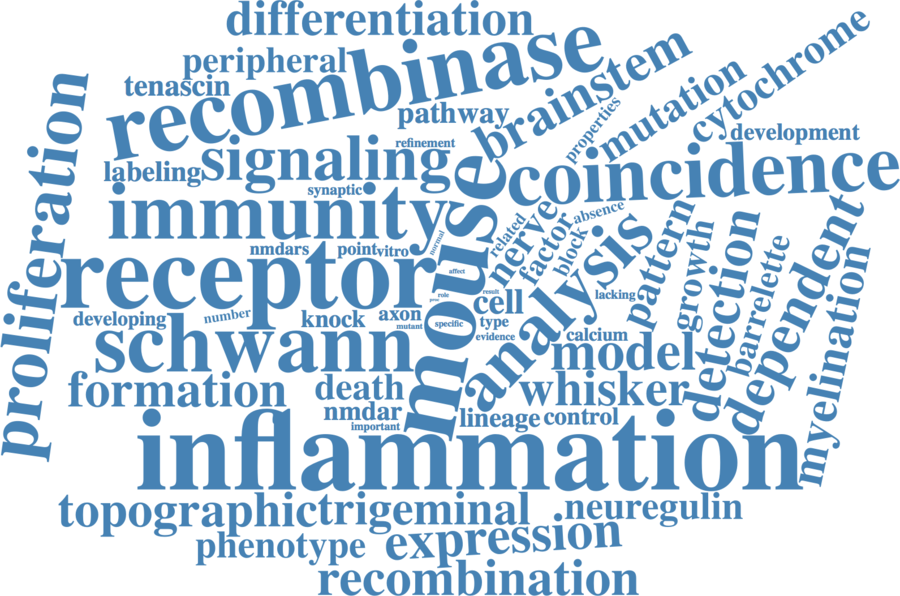 differentiation
peripheral
recombinase
tenascin
pathway
brainstem
properties
mutation
cytochrome
development
proliferation
labeling
signaling
refinement
synaptic
coincidence
immunity
mouse
normal
related
nerve
factor
absence
block
nmdars
point
vitro
receptor
affect
role
result
cell
analysis
lacking
pattern
growth
detection
barrelette
dependent
myelination
developing
number
knock
axon
mutant
specific
type
evidence
calcium
schwann
model
formation
death
whisker
nmdar
important
lineage
control
inflammation
topographic
trigeminal
neuregulin
phenotype
expression
recombination